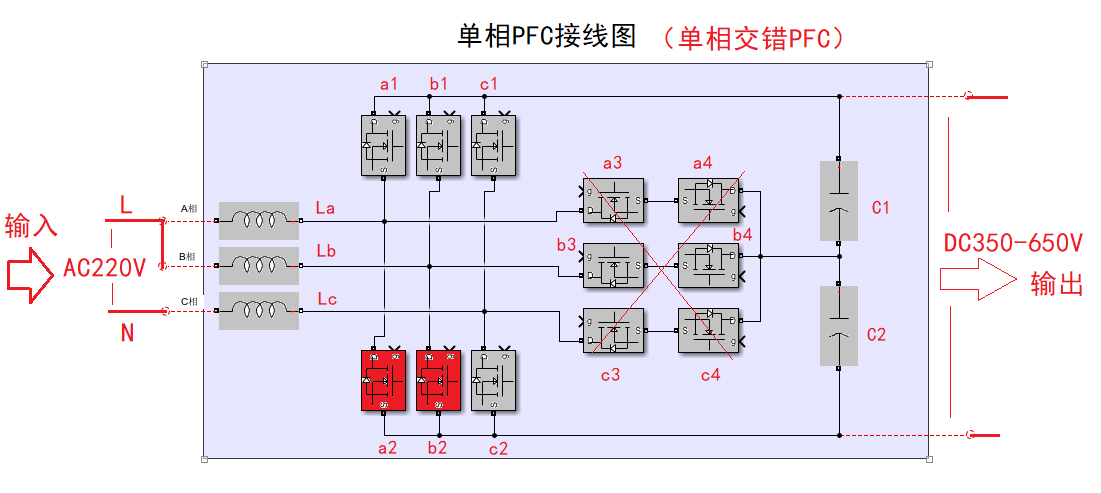 单相PFC接线图 （单相交错PFC）
a1 b1 c1
D g D g D g
S S S
a3 a4
g S S D
D g
输入
L
A相 La
AC220V
B相 Lb
b3 b4
g S S D
D g
C相 Lc
N
C1
DC350-650V
输出
C2
g S S D
D g
c3 c4
D g D g D g
S S S
a2 b2 c2